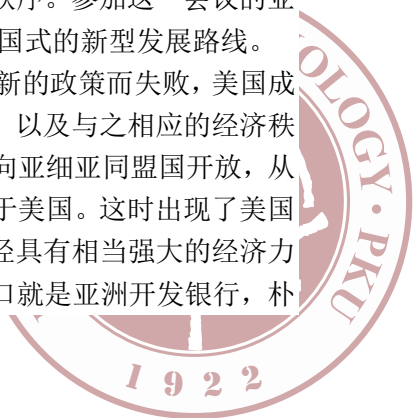 秩序。参加这一会议的亚
国式的新型发展路线。
新的政策而失败,美国成
以及与之相应的经济秩
向亚细亚同盟国开放,从
于美国。这时出现了美国
经具有相当强大的经济力
口就是亚洲开发银行,朴
OLOGY · PKU
1922